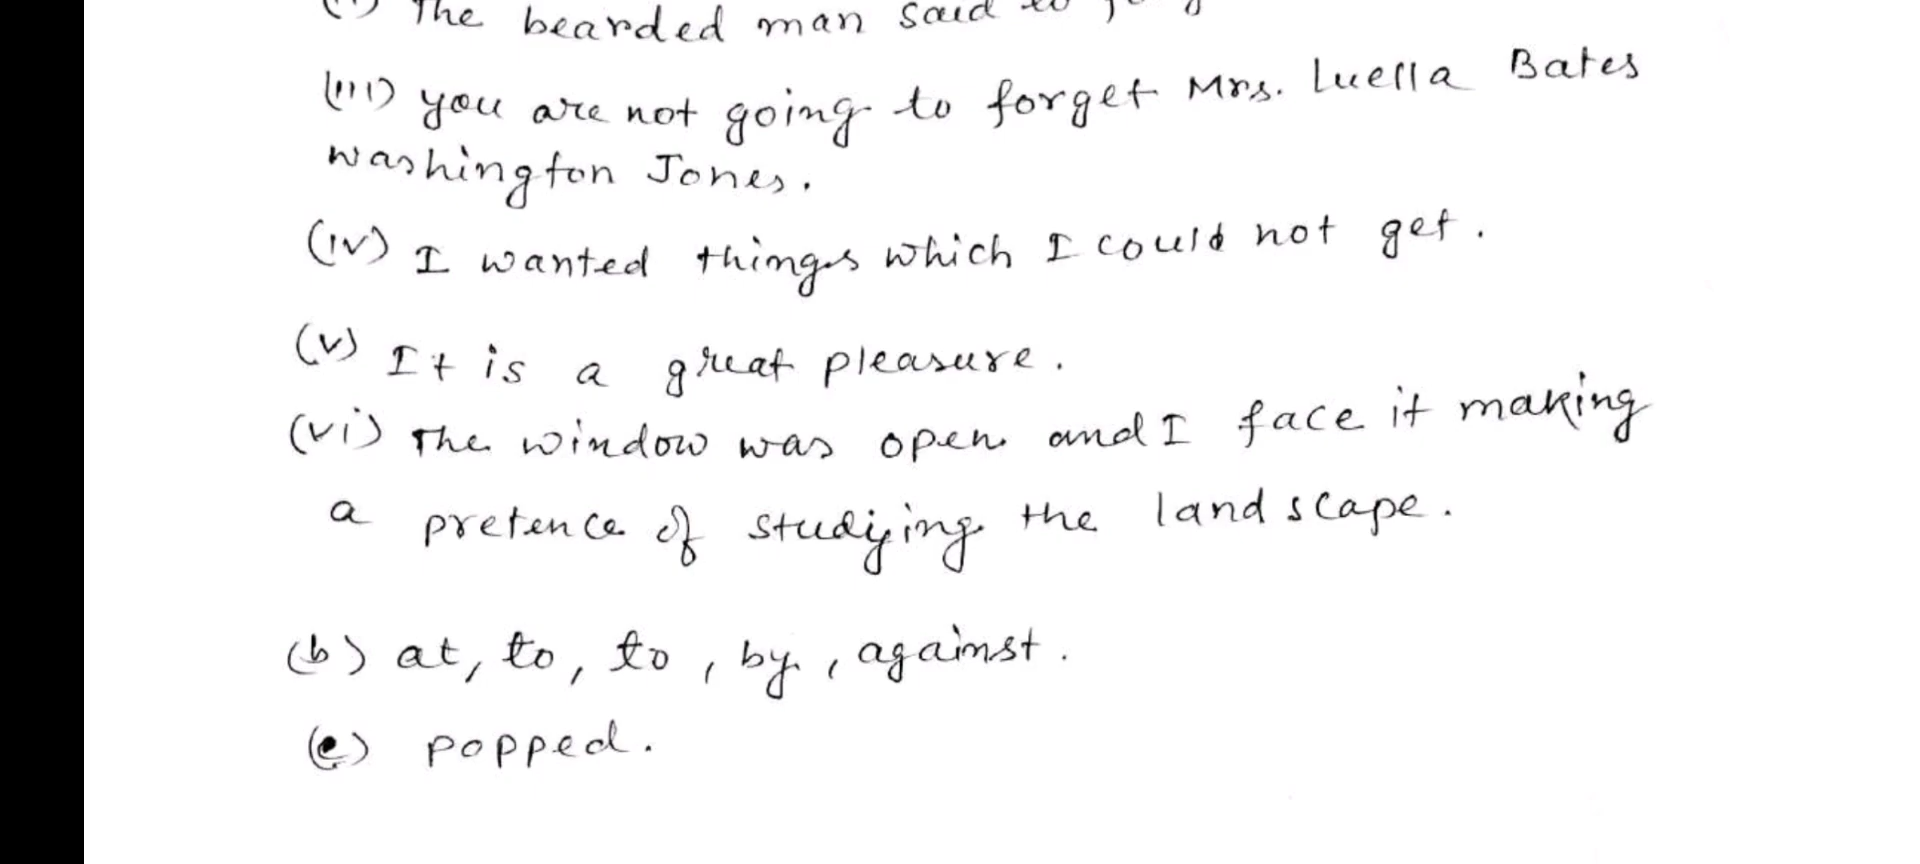 The bearded man said to
(iii) you are not going to forget Mrs. Luella Bates
washington Jones.
(iv) I wanted things which I could not get.
(v) It is a great pleasure.
(vi) The window was open and I face it making
a pretence of studying the landscape.
(b) at, to, to, by, against.
(e) popped.